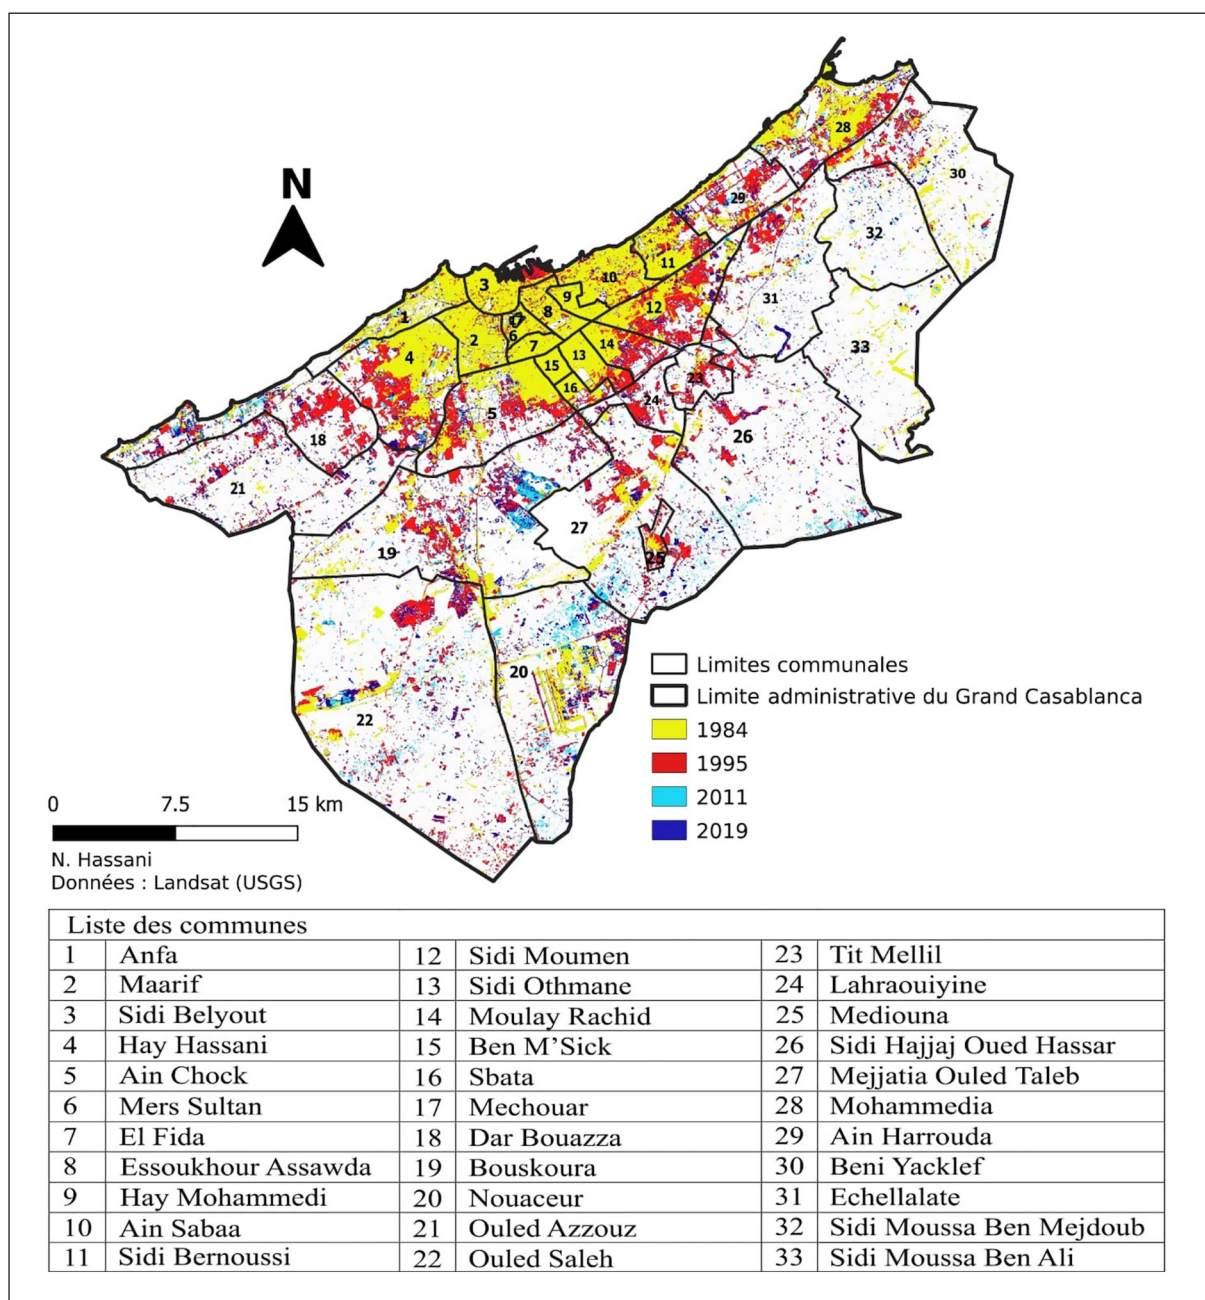 N
28
30
29
32
11
10
3
9
31
12
8
1
6
2
33
7
14
4
13
15
16
23
24
5
26
18
21
27
19
25
20
22
Limites communales
Limite administrative du Grand Casablanca
1984
1995
2011
2019
0 7.5 15 km
N. Hassani
Données : Landsat (USGS)
Liste des communes
1 Anfa 12 Sidi Moumen 23 Tit Mellil
2 Maarif 13 Sidi Othmane 24 Lahraouiyine
3 Sidi Belyout 14 Moulay Rachid 25 Mediouna
4 Hay Hassani 15 Ben M’Sick 26 Sidi Hajjaj Oued Hassar
5 Ain Chock 16 Sbata 27 Mejjatia Ouled Taleb
6 Mers Sultan 17 Mechouar 28 Mohammedia
7 El Fida 18 Dar Bouazza 29 Ain Harrouda
8 Essoukhour Assawda 19 Bouskoura 30 Beni Yacklef
9 Hay Mohammedi 20 Nouaceur 31 Echellalate
10 Ain Sabaa 21 Ouled Azzouz 32 Sidi Moussa Ben Mejdoub
11 Sidi Bernoussi 22 Ouled Saleh 33 Sidi Moussa Ben Ali